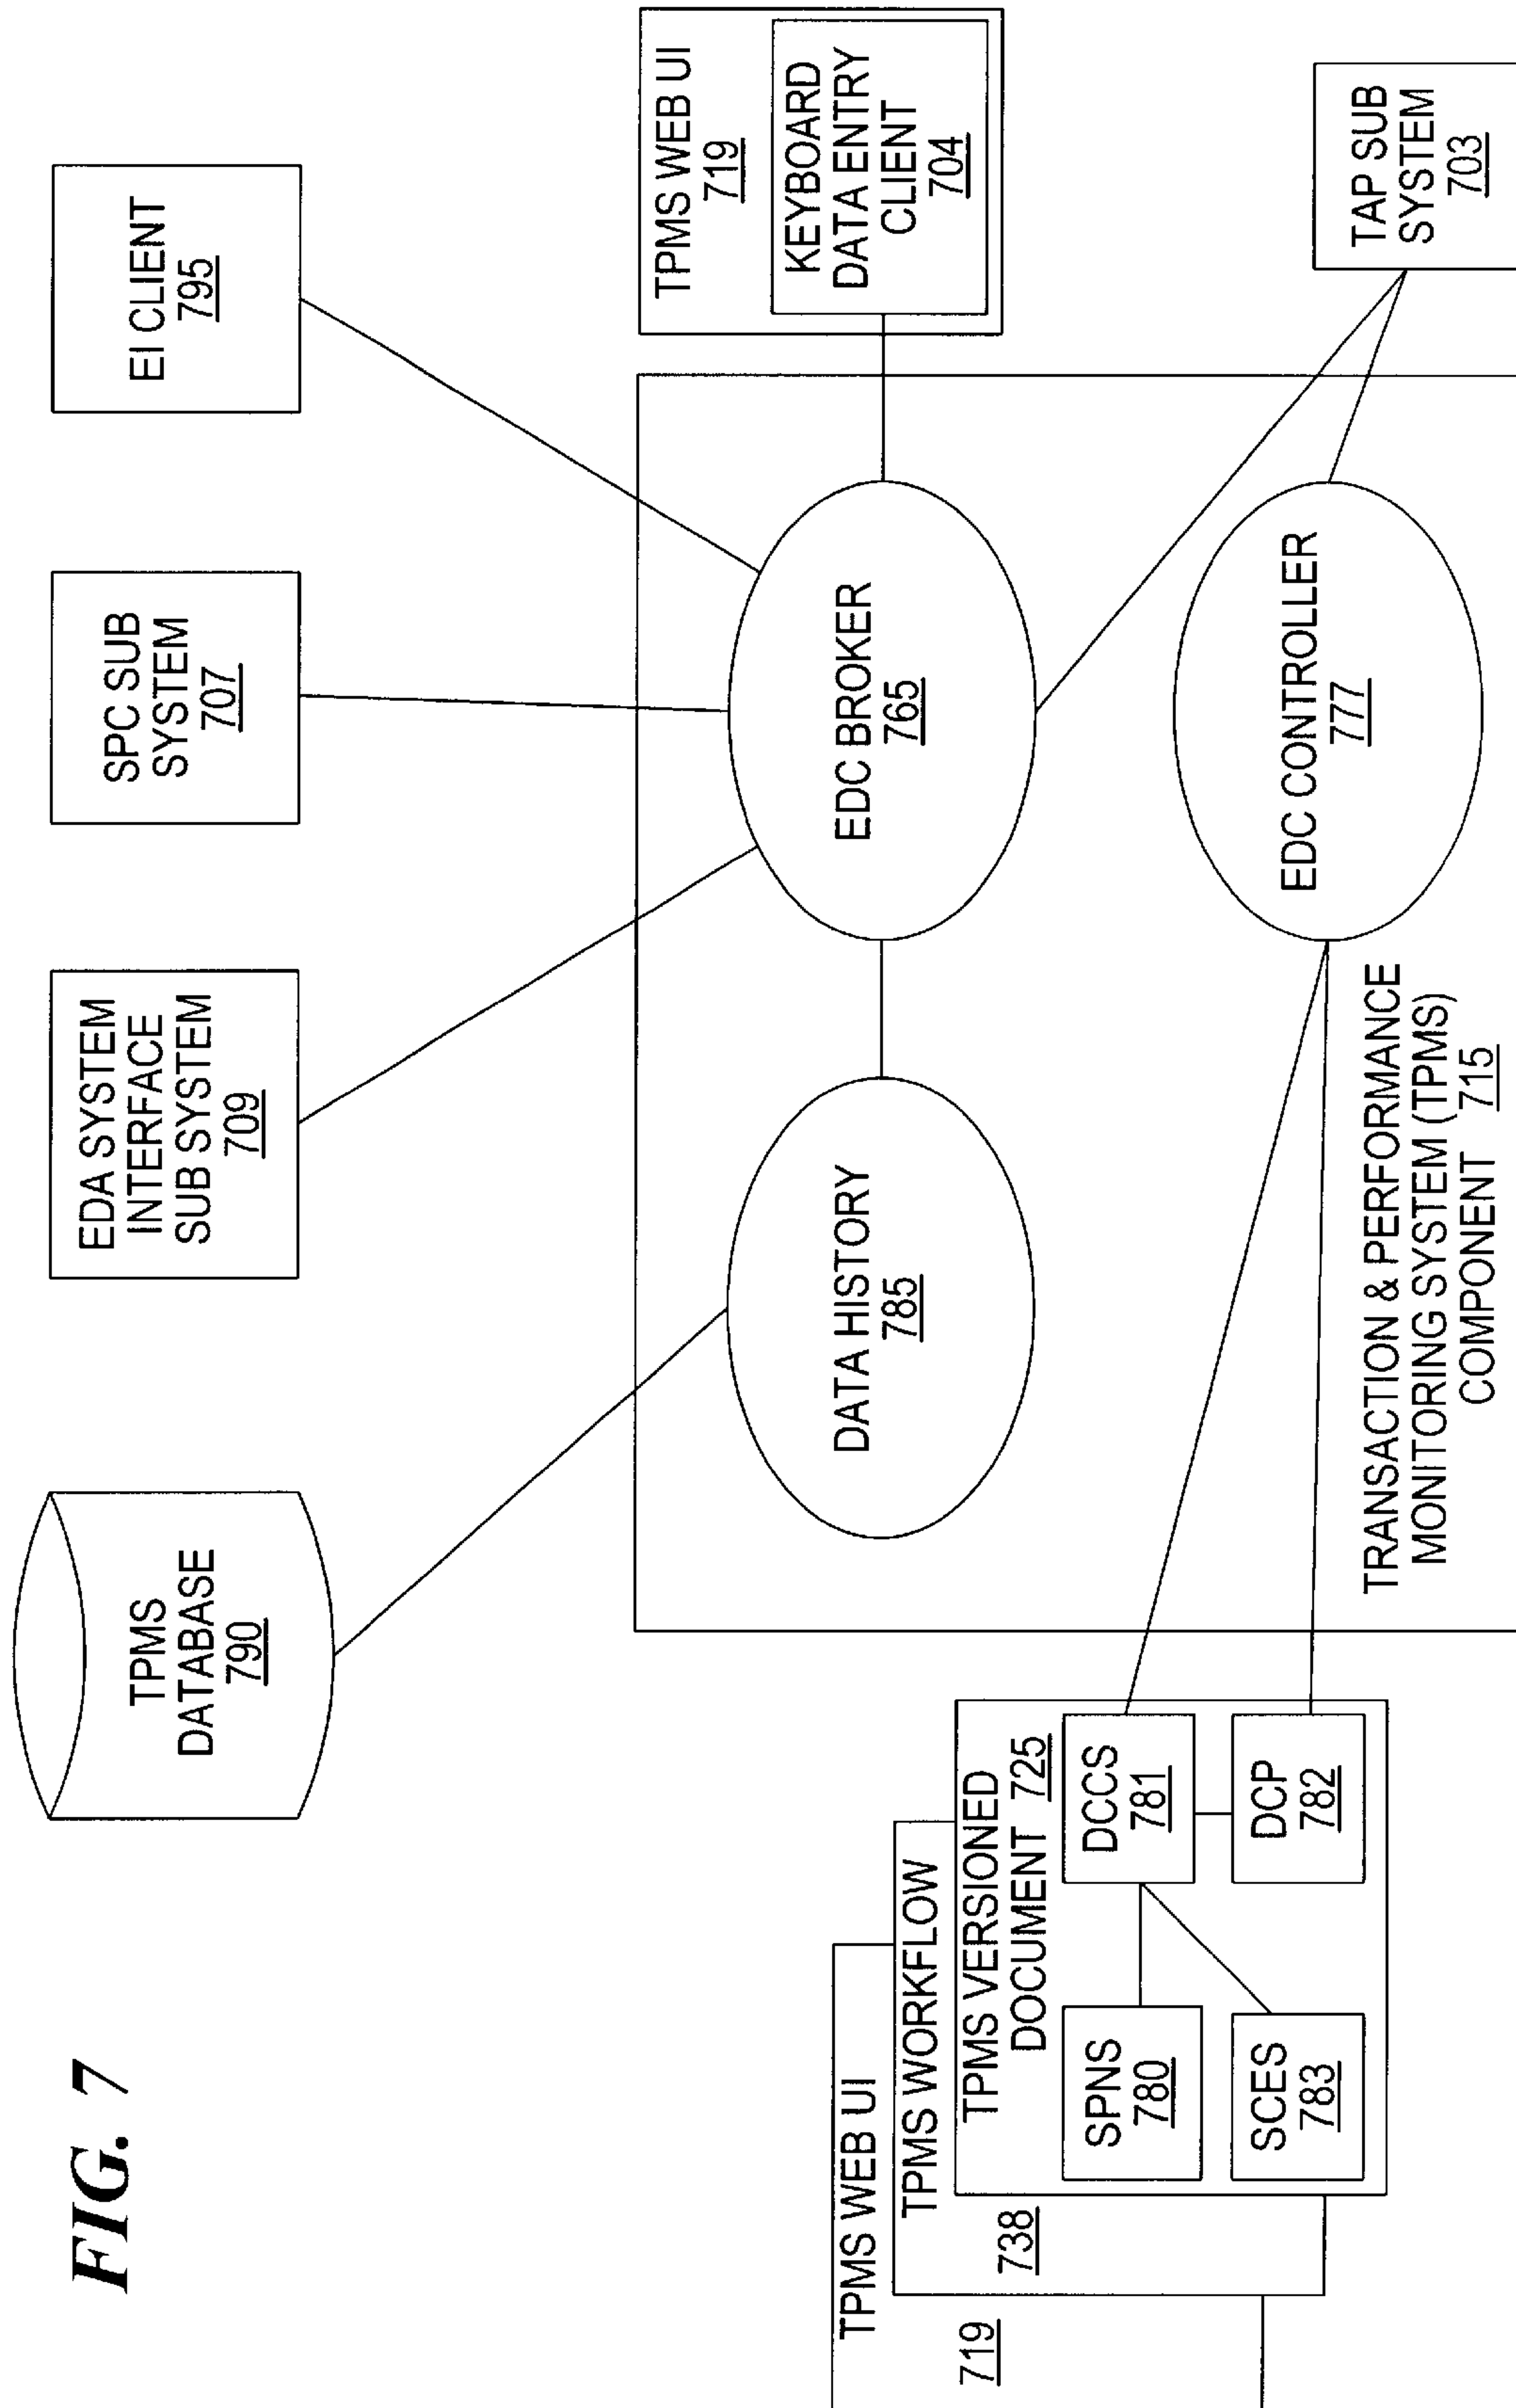 FIG. 7
TPMS
DATABASE
790
EDA SYSTEM
INTERFACE
SUB SYSTEM
709
SPC SUB
SYSTEM
707
EI CLIENT
795
TPMS WEB UI
719
KEYBOARD
DATA ENTRY
CLIENT
704
DATA HISTORY
785
EDC BROKER
765
EDC CONTROLLER
777
TAP SUB
SYSTEM
703
TRANSACTION & PERFORMANCE
MONITORING SYSTEM (TPMS)
COMPONENT 715
TPMS WEB UI
719
TPMS WORKFLOW
738
TPMS VERSIONED
DOCUMENT 725
SPNS
780
DCCS
781
SCES
783
DCP
782